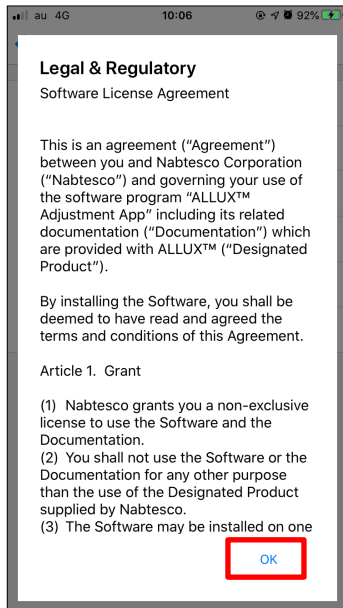 au 4G 10:06 92%
Legal & Regulatory
Software License Agreement
This is an agreement (“Agreement”)
between you and Nabtesco Corporation
(“Nabtesco”) and governing your use of
the software program “ALLUX™
Adjustment App” including its related
documentation (“Documentation”) which
are provided with ALLUX™ (“Designated
Product”).
By installing the Software, you shall be
deemed to have read and agreed the
terms and conditions of this Agreement.
Article 1.  Grant
(1)  Nabtesco grants you a non-exclusive
license to use the Software and the
Documentation.
(2)  You shall not use the Software or the
Documentation for any other purpose
than the use of the Designated Product
supplied by Nabtesco.
(3)  The Software may be installed on one
OK